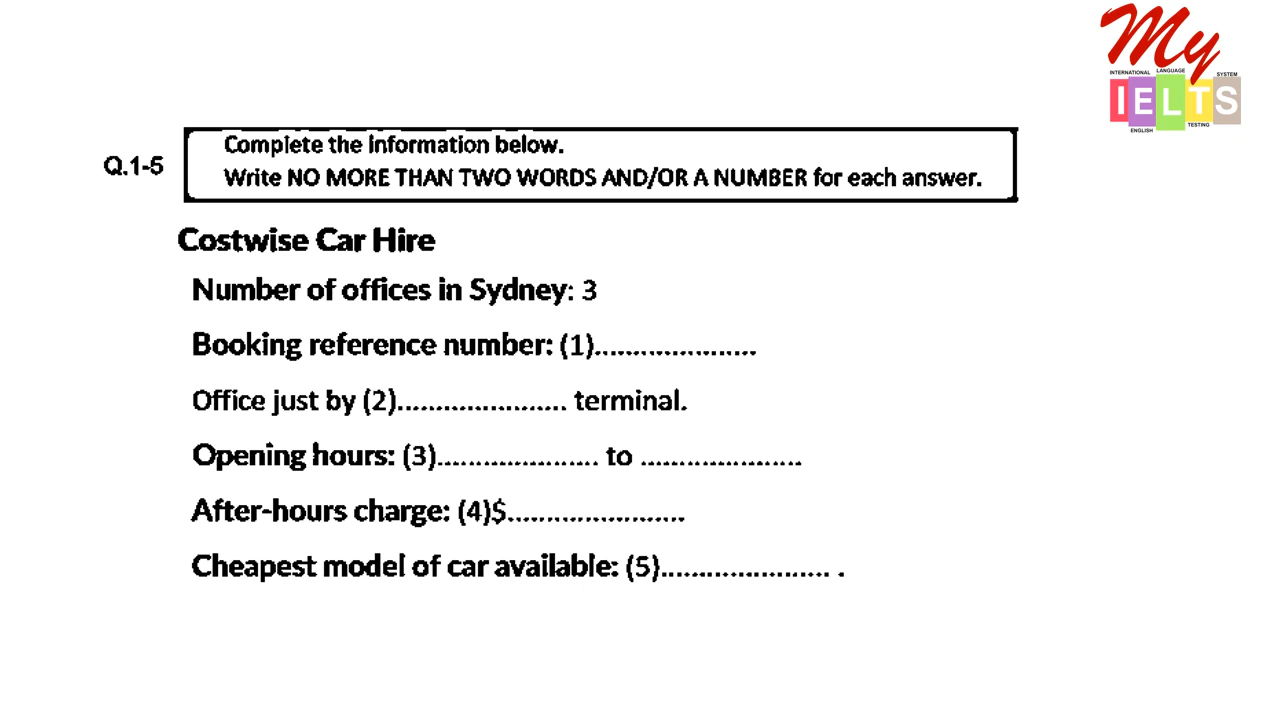 My
INTERNATIONAL LANGUAGE SYSTEM
IELTS
ENGLISH TESTING
Q.1-5
Complete the information below.
Write NO MORE THAN TWO WORDS AND/OR A NUMBER for each answer.
Costwise Car Hire
Number of offices in Sydney: 3
Booking reference number: (1).....................
Office just by (2)...................... terminal.
Opening hours: (3)..................... to .....................
After-hours charge: (4)$.......................
Cheapest model of car available: (5)...................... .